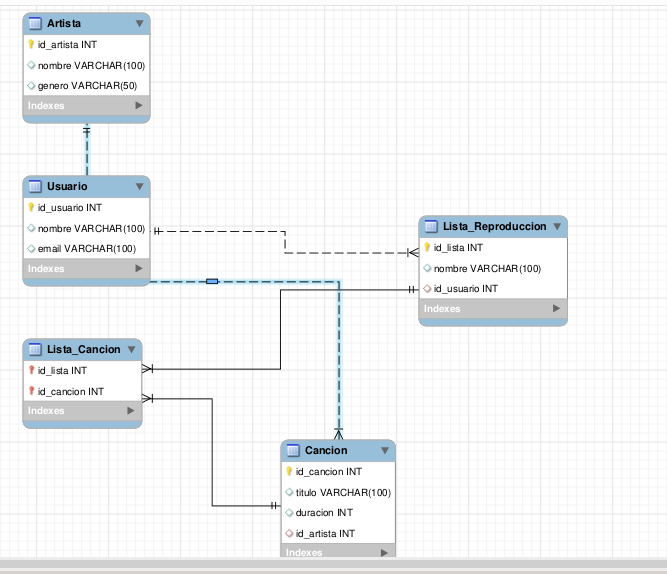 Artista
id_artista INT
nombre VARCHAR(100)
genero VARCHAR(50)
Indexes
Usuario
id_usuario INT
nombre VARCHAR(100)
email VARCHAR(100)
Indexes
Lista_Reproduccion
id_lista INT
nombre VARCHAR(100)
id_usuario INT
Indexes
Lista_Cancion
id_lista INT
id_cancion INT
Indexes
Cancion
id_cancion INT
titulo VARCHAR(100)
duracion INT
id_artista INT
Indexes